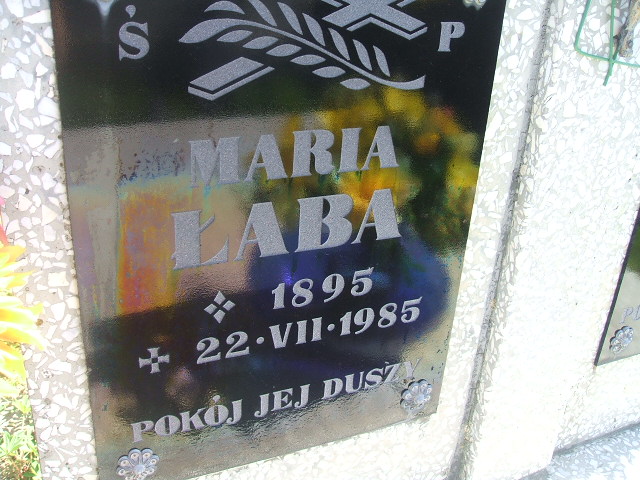 Ś P
MARIA
ŁABA
1895
22·VII·1985
POKÓJ JEJ DUSZY